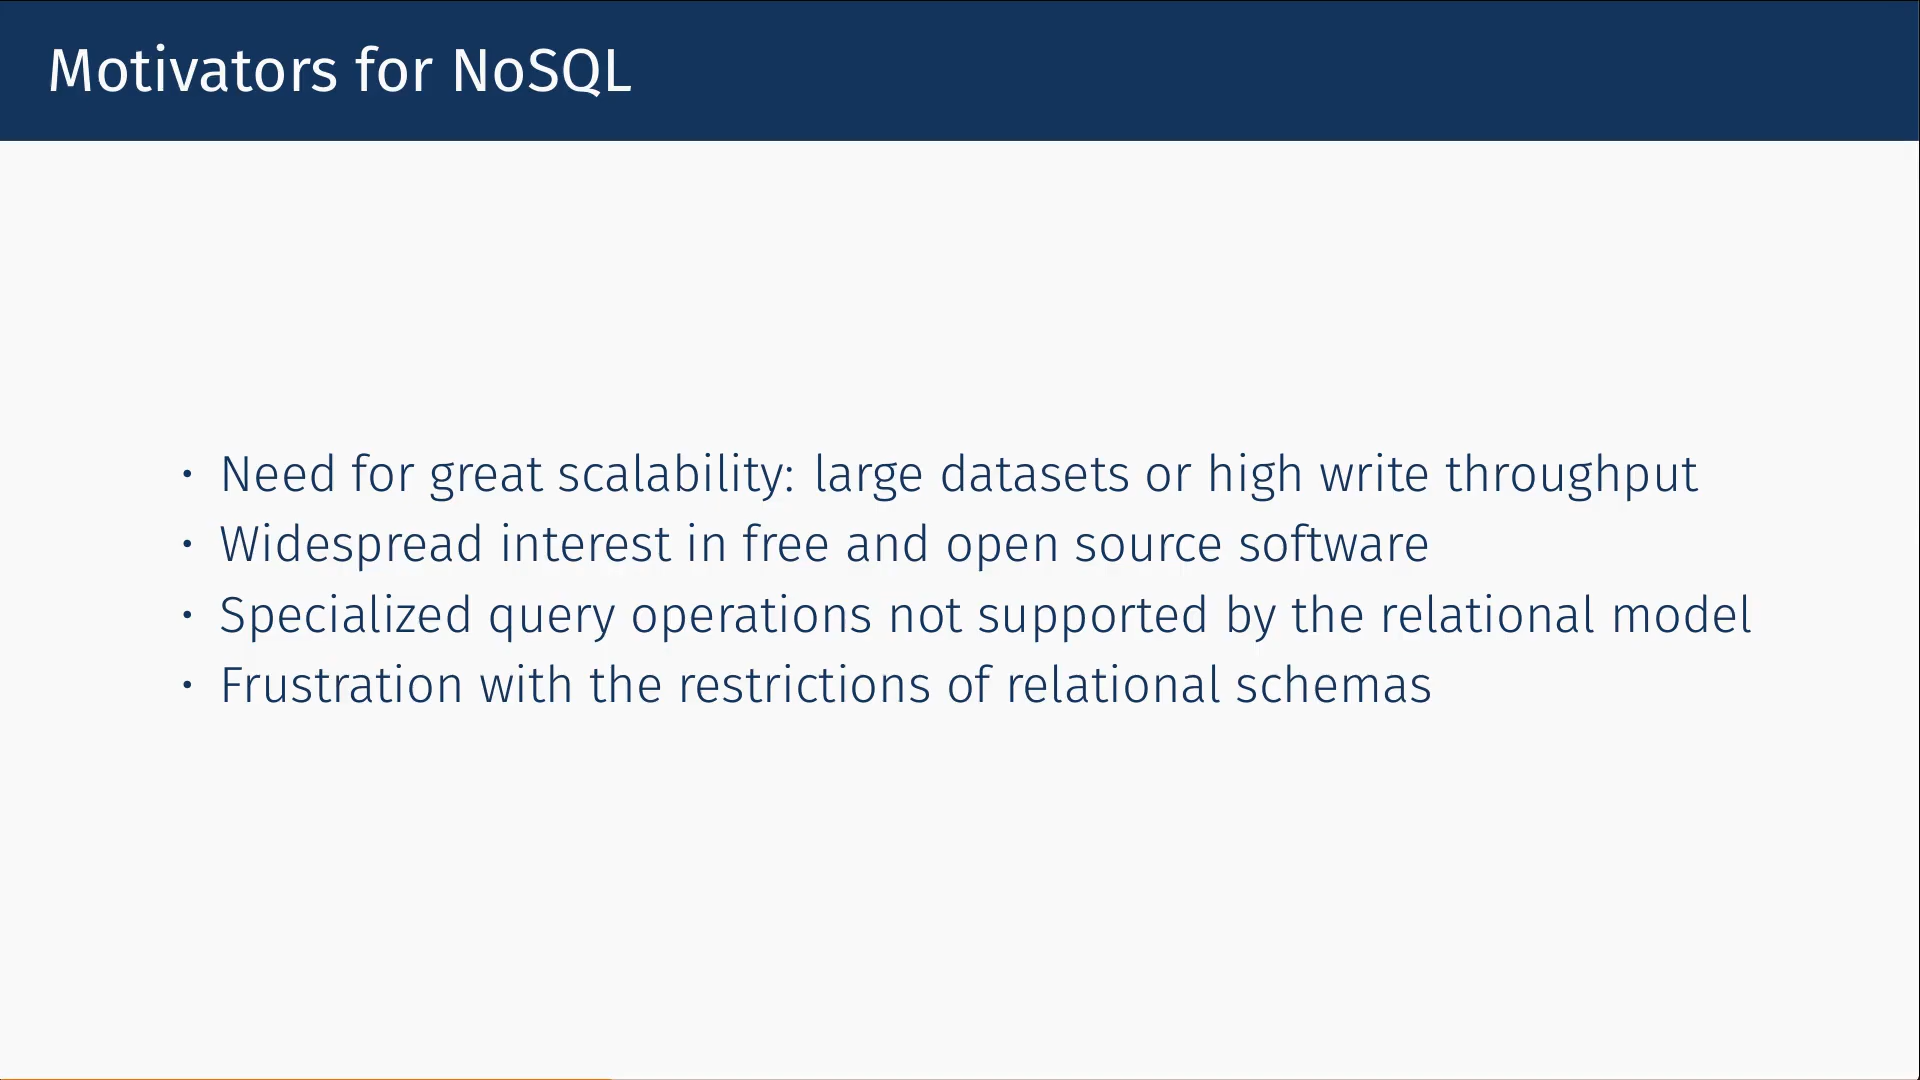 Motivators for NoSQL
• Need for great scalability: large datasets or high write throughput
• Widespread interest in free and open source software
• Specialized query operations not supported by the relational model
• Frustration with the restrictions of relational schemas